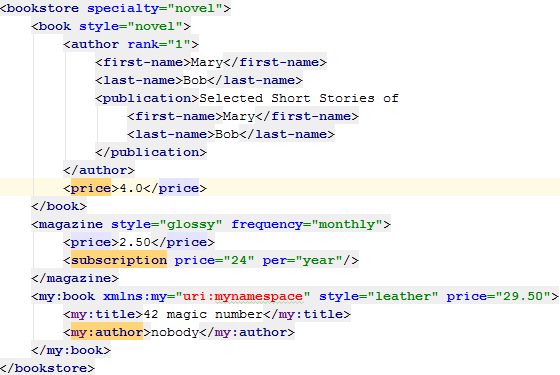 <bookstore specialty="novel">
<book style="novel">
<author rank="1">
<first-name>Mary</first-name>
<last-name>Bob</last-name>
<publication>Selected Short Stories of
<first-name>Mary</first-name>
<last-name>Bob</last-name>
</publication>
</author>
<price>4.0</price>
</book>
<magazine style="glossy" frequency="monthly">
<price>2.50</price>
<subscription price="24" per="year"/>
</magazine>
<my:book xmlns:my="uri:mynamespace" style="leather" price="29.50">
<my:title>42 magic number</my:title>
<my:author>nobody</my:author>
</my:book>
</bookstore>